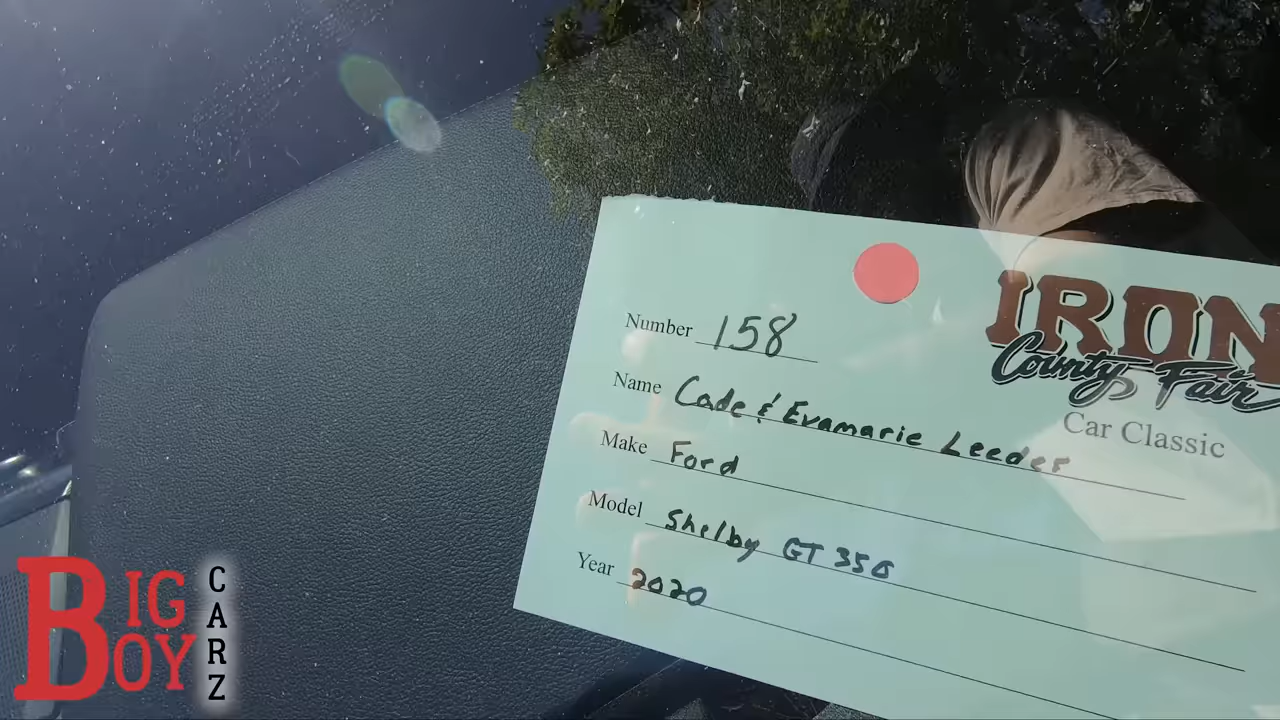 IRON
County Fair
Car Classic
Number 158
Name Cade & Evamarie Leeder
Make Ford
Model Shelby GT 350
Year 2020
BIG BOY CARZ